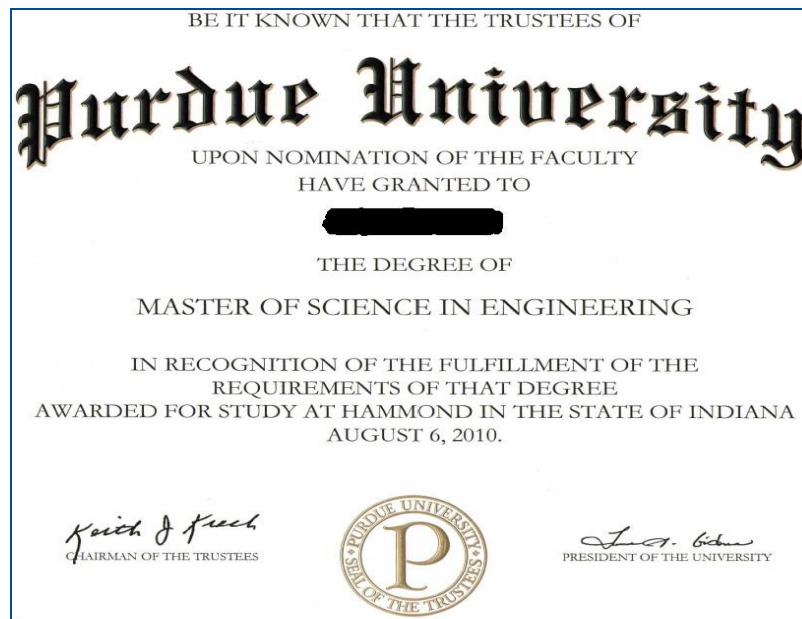 BE IT KNOWN THAT THE TRUSTEES OF
Purdue University
UPON NOMINATION OF THE FACULTY
HAVE GRANTED TO
THE DEGREE OF
MASTER OF SCIENCE IN ENGINEERING
IN RECOGNITION OF THE FULFILLMENT OF THE
REQUIREMENTS OF THAT DEGREE
AWARDED FOR STUDY AT HAMMOND IN THE STATE OF INDIANA
AUGUST 6, 2010.
Keith J Krach
CHAIRMAN OF THE TRUSTEES
PURDUE UNIVERSITY
P
SEAL OF THE TRUSTEES
PRESIDENT OF THE UNIVERSITY